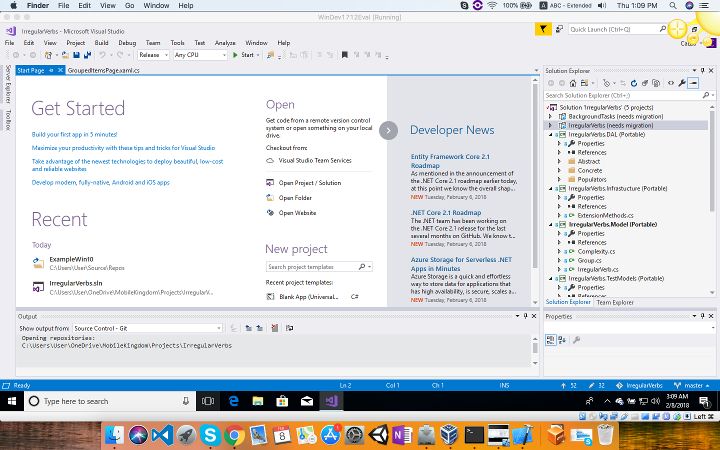 Finder File Edit View Go Window Help
100% ABC - Extended Thu 1:09 PM
WinDev1712Eval [Running]
IrregularVerbs - Microsoft Visual Studio
Quick Launch (Ctrl+Q)
File Edit View Project Build Debug Team Tools Test Analyze Window Help
Release Any CPU Start
Start Page GroupedItemsPage.xaml.cs
Server Explorer
Toolbox
Get Started
Build your first app in 5 minutes!
Maximize your productivity with these tips and tricks for Visual Studio
Take advantage of the newest technologies to deploy beautiful, low-cost
and reliable websites
Develop modern, fully-native, Android and iOS apps
Recent
Today
ExampleWin10
C:\Users\User\Source\Repos
IrregularVerbs.sln
C:\Users\User\OneDrive\MobileKingdom\Projects\IrregularV...
Open
Get code from a remote version control
system or open something on your local
drive.
Checkout from:
Visual Studio Team Services
Open Project / Solution
Open Folder
Open Website
New project
Search project templates
Recent project templates:
Blank App (Universal... C#
Developer News
Entity Framework Core 2.1
Roadmap
As mentioned in the announcement of
the .NET Core 2.1 roadmap earlier today,
at this point we know the overall shap...
NEW Tuesday, February 6, 2018
.NET Core 2.1 Roadmap
The .NET team has been working on
the .NET Core 2.1 release for the last
several months on GitHub. We know t...
NEW Tuesday, February 6, 2018
Azure Storage for Serverless .NET
Apps in Minutes
Azure Storage is a quick and effortless
way to store data for applications that
has high availability, is secure, scales a...
NEW Tuesday, February 6, 2018
Solution Explorer
Search Solution Explorer (Ctrl+;)
Solution 'IrregularVerbs' (5 projects)
BackgroundTasks (needs migration)
IrregularVerbs (needs migration)
IrregularVerbs.DAL (Portable)
Properties
References
Abstract
Concrete
Populators
IrregularVerbs.Infrastructure (Portable)
Properties
References
ExtensionMethods.cs
IrregularVerbs.Model (Portable)
Properties
References
Complexity.cs
Group.cs
IrregularVerb.cs
IrregularVerbs.TestModels (Portable)
Properties
References
Solution Explorer Team Explorer
Properties
Output
Show output from: Source Control - Git
Opening repositories:
C:\Users\User\OneDrive\MobileKingdom\Projects\IrregularVerbs
Ready Ln 2 Col 1 Ch 1 INS 52 32 IrregularVerbs master
Type here to search
3:09 AM
2/8/2018
Left ⌘